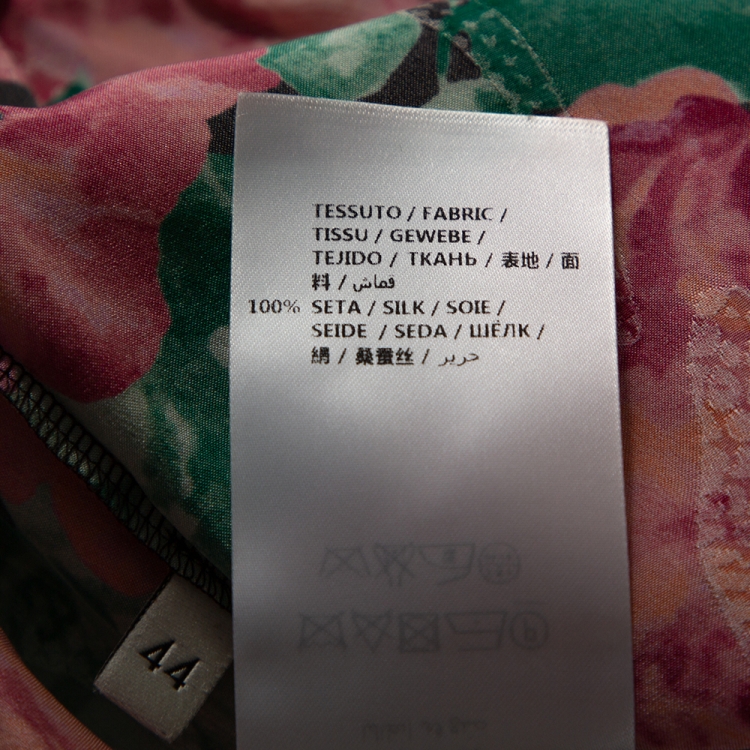 TESSUTO / FABRIC /
TISSU / GEWEBE /
TEJIDO / ТКАНЬ / 表地 / 面
料 / قماش
100% SETA / SILK / SOIE /
SEIDE / SEDA / ШЁЛК /
絹 / 桑蚕丝 / حرير
44